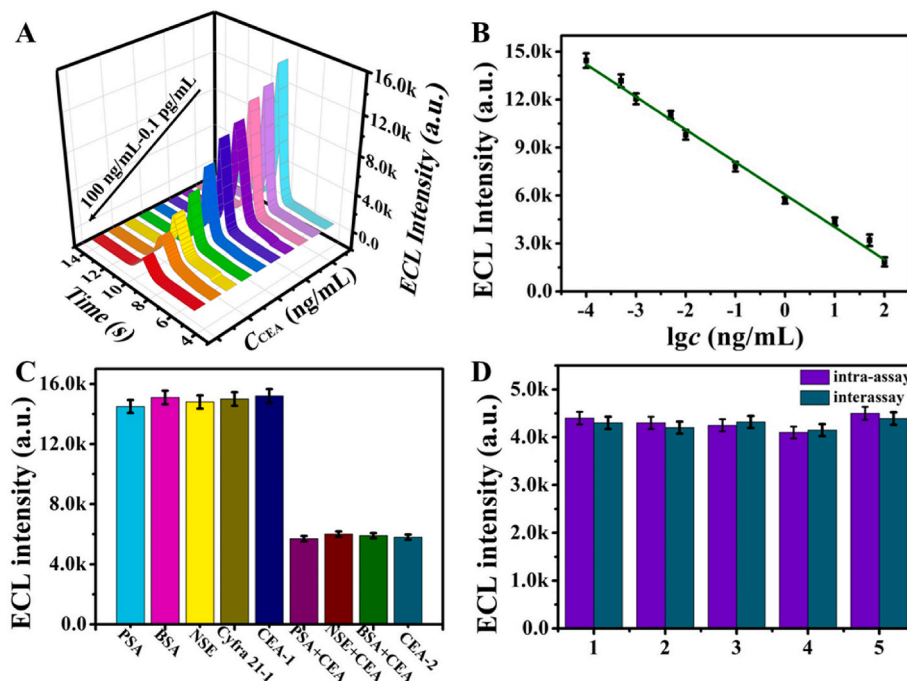 A
100 ng/mL-0.1 pg/mL
16.0k
12.0k
8.0k
4.0k
0.0
ECL Intensity (a.u.)
14
12
10
8
6
4
Time (s)
CCEA (ng/mL)
B
15.0k
12.0k
9.0k
6.0k
3.0k
0.0
ECL Intensity (a.u.)
-4 -3 -2 -1 0 1 2
lgc (ng/mL)
C
16.0k
12.0k
8.0k
4.0k
0.0
ECL intensity (a.u.)
PSA
BSA
NSE
Cyfra 21-1
CEA-1
PSA+CEA
NSE+CEA
BSA+CEA
CEA-2
D
intra-assay
interassay
5.0k
4.0k
3.0k
2.0k
1.0k
0.0
ECL intensity (a.u.)
1 2 3 4 5